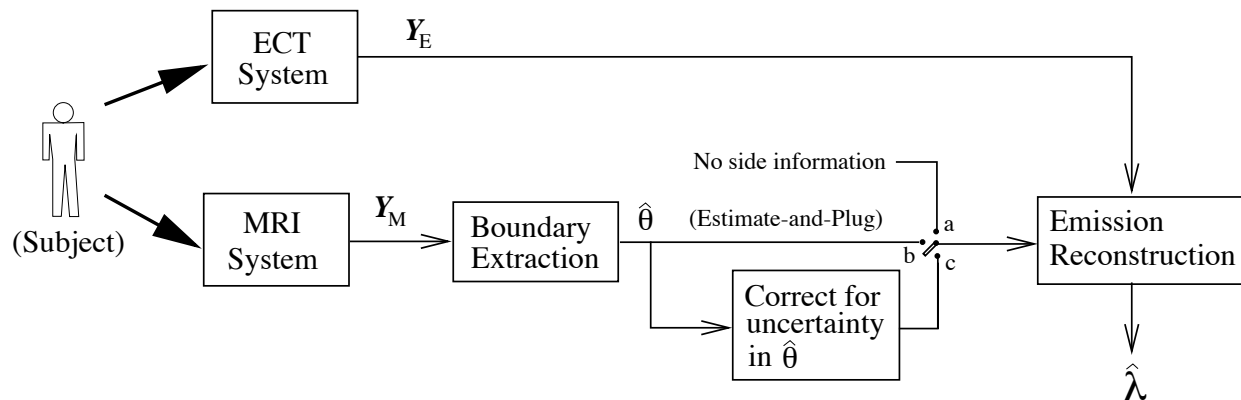 ECT
System
Y_E
(Subject)
MRI
System
Y_M
Boundary
Extraction
θ̂
(Estimate-and-Plug)
No side information
a
b
c
Correct for
uncertainty
in θ̂
Emission
Reconstruction
λ̂